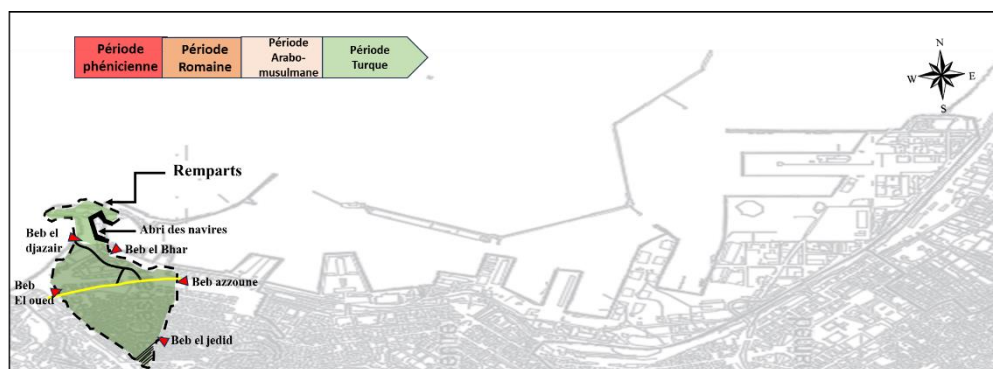 Période
phénicienne
Période
Romaine
Période
Arabo-
musulmane
Période
Turque
N
W
E
S
Remparts
Abri des navires
Beb el
djazair
Beb el Bhar
Beb
El oued
Beb azzoune
Beb el jedid